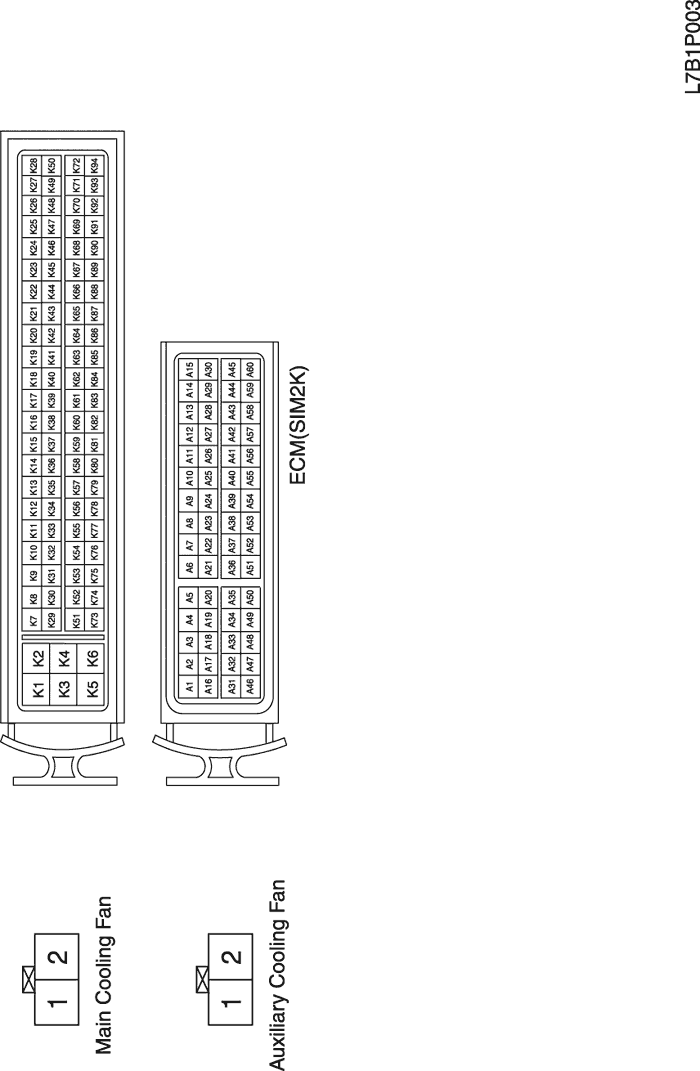 L7B1P003
K1 K2
K3 K4
K5 K6
K7 K8 K9 K10 K11 K12 K13 K14 K15 K16 K17 K18 K19 K20 K21 K22 K23 K24 K25 K26 K27 K28
K29 K30 K31 K32 K33 K34 K35 K36 K37 K38 K39 K40 K41 K42 K43 K44 K45 K46 K47 K48 K49 K50
K51 K52 K53 K54 K55 K56 K57 K58 K59 K60 K61 K62 K63 K64 K65 K66 K67 K68 K69 K70 K71 K72
K73 K74 K75 K76 K77 K78 K79 K80 K81 K82 K83 K84 K85 K86 K87 K88 K89 K90 K91 K92 K93 K94
A1 A2 A3 A4 A5 A6 A7 A8 A9 A10 A11 A12 A13 A14 A15
A16 A17 A18 A19 A20 A21 A22 A23 A24 A25 A26 A27 A28 A29 A30
A31 A32 A33 A34 A35 A36 A37 A38 A39 A40 A41 A42 A43 A44 A45
A46 A47 A48 A49 A50 A51 A52 A53 A54 A55 A56 A57 A58 A59 A60
ECM(SIM2K)
1 2
Main Cooling Fan
1 2
Auxiliary Cooling Fan